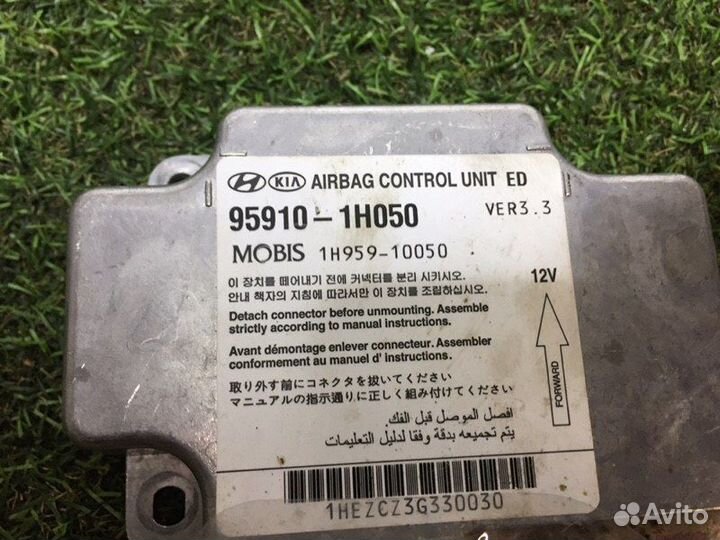 HYUNDAI KIA AIRBAG CONTROL UNIT ED
95910-1H050 VER3.3
MOBIS 1H959-10050
이 장치를 떼어내기 전에 커넥터를 분리 시키시오.
안내 책자의 지침에 따라서만 이 장치를 조립하십시오.
12V
Detach connector before unmounting. Assemble
strictly according to manual instructions.
Avant démontage enlever connecteur. Assembler
conformement au manuel d' instructions.
FORWARD
取り外す前にコネクタを抜いてください
マニュアルの指示通りに正しく組み付けてください
افصل الموصل قبل الفك.
يتم تجميعه بدقة وفقا لدليل التعليمات
1HEZCZ3G330030
Avito